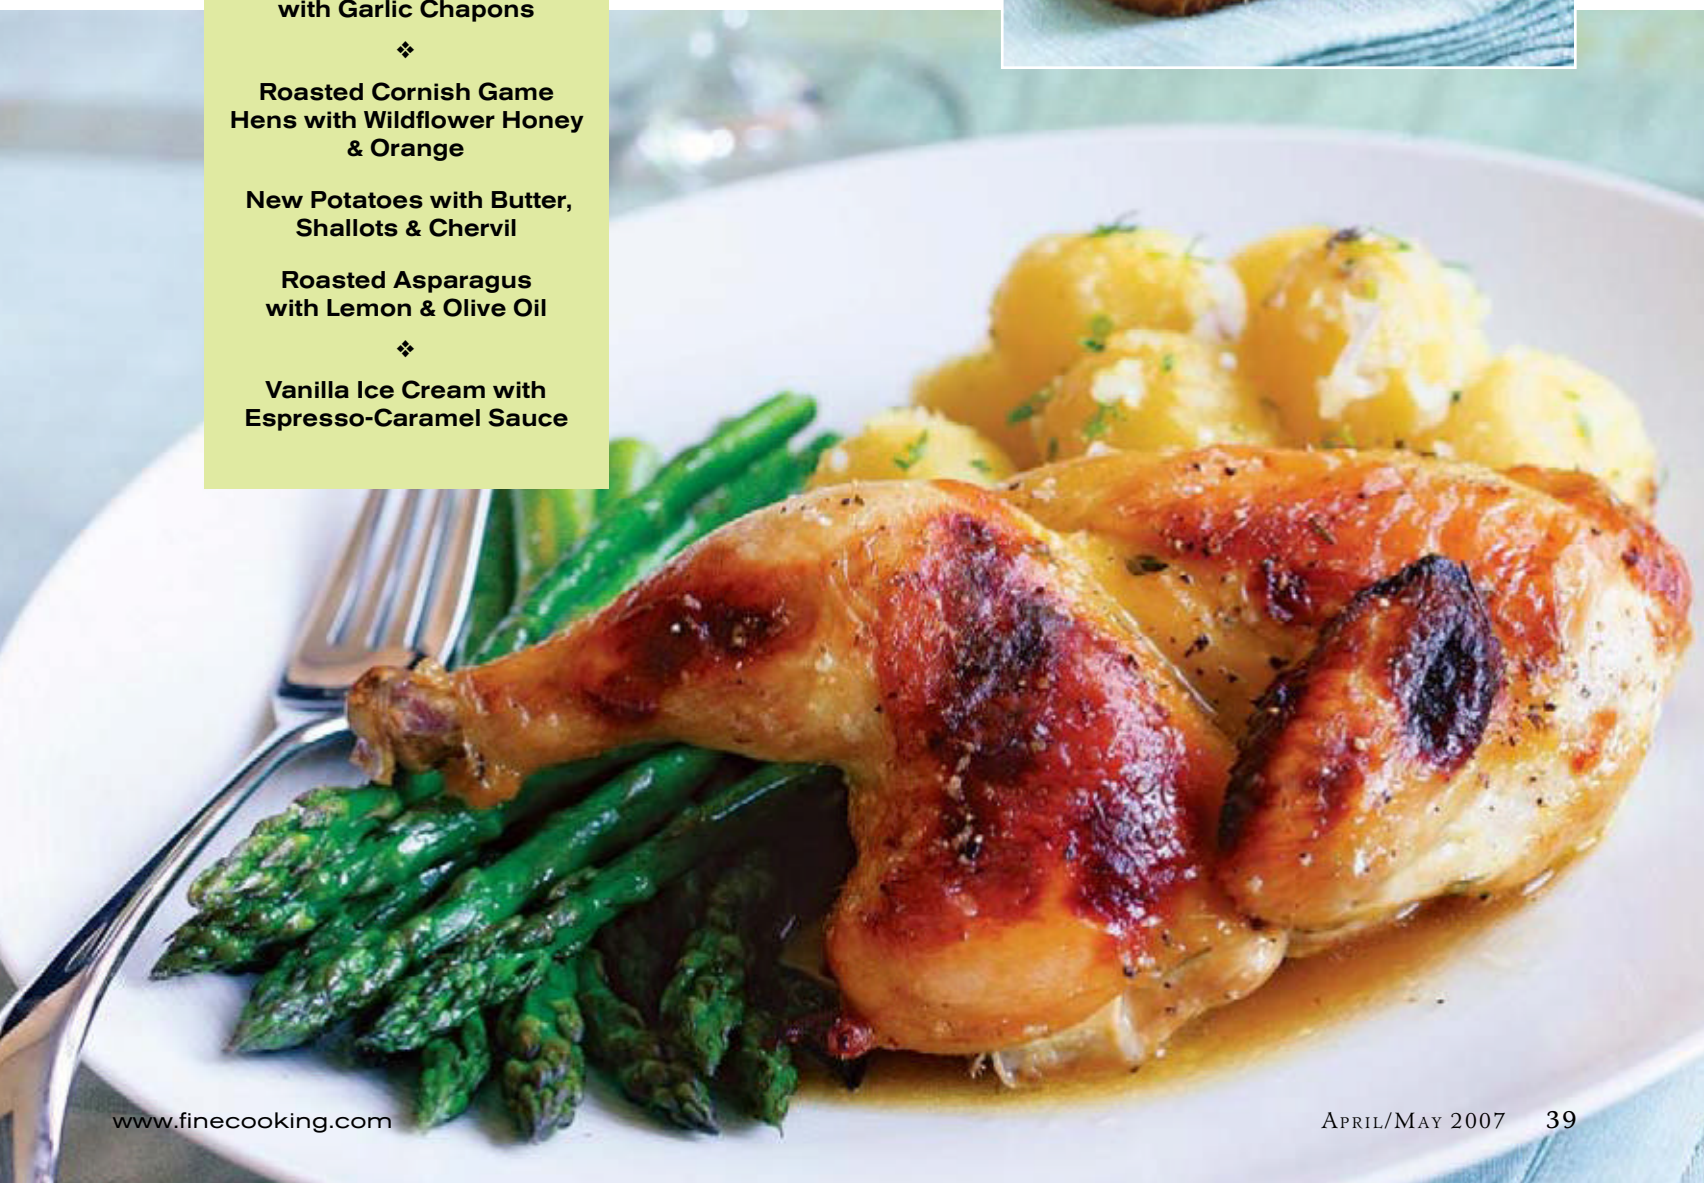 with Garlic Chapons
❖
Roasted Cornish Game
Hens with Wildflower Honey
& Orange
New Potatoes with Butter,
Shallots & Chervil
Roasted Asparagus
with Lemon & Olive Oil
❖
Vanilla Ice Cream with
Espresso-Caramel Sauce
www.finecooking.com
April/May 2007 39